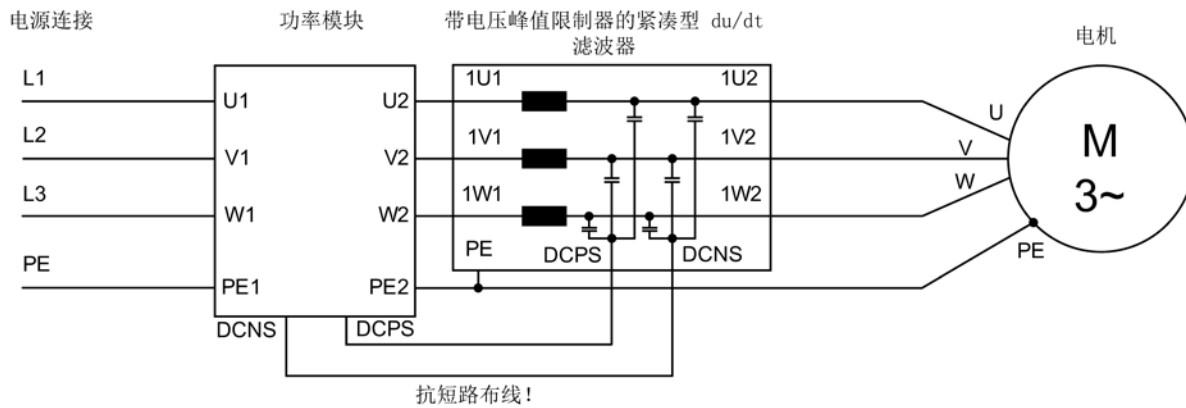 电源连接
功率模块
带电压峰值限制器的紧凑型 du/dt
滤波器
电机
L1
U1
U2
1U1
1U2
U
L2
V1
V2
1V1
1V2
V
M
3~
L3
W1
W2
1W1
1W2
W
PE
PE1
PE2
PE
DCPS
DCNS
PE
DCNS
DCPS
抗短路布线!